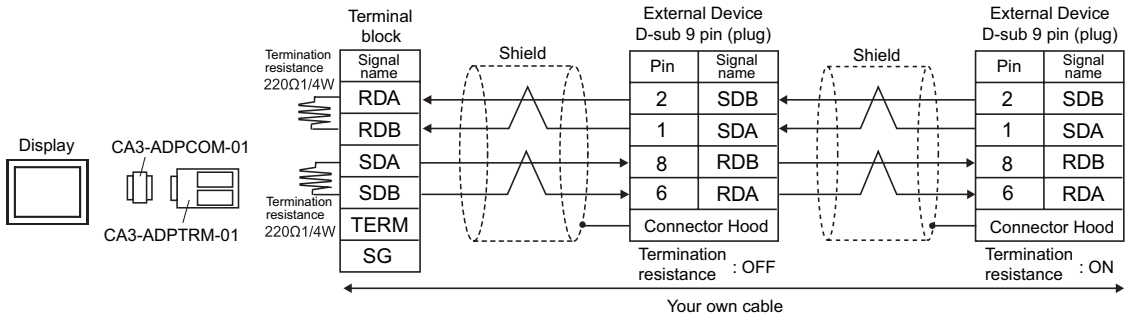 Display
CA3-ADPCOM-01
CA3-ADPTRM-01
Termination
resistance
220Ω1/4W
Termination
resistance
220Ω1/4W
Terminal
block
Signal
name
RDA
RDB
SDA
SDB
TERM
SG
Shield
External Device
D-sub 9 pin (plug)
Pin Signal
name
2 SDB
1 SDA
8 RDB
6 RDA
Connector Hood
Termination
resistance : OFF
Shield
External Device
D-sub 9 pin (plug)
Pin Signal
name
2 SDB
1 SDA
8 RDB
6 RDA
Connector Hood
Termination
resistance : ON
Your own cable